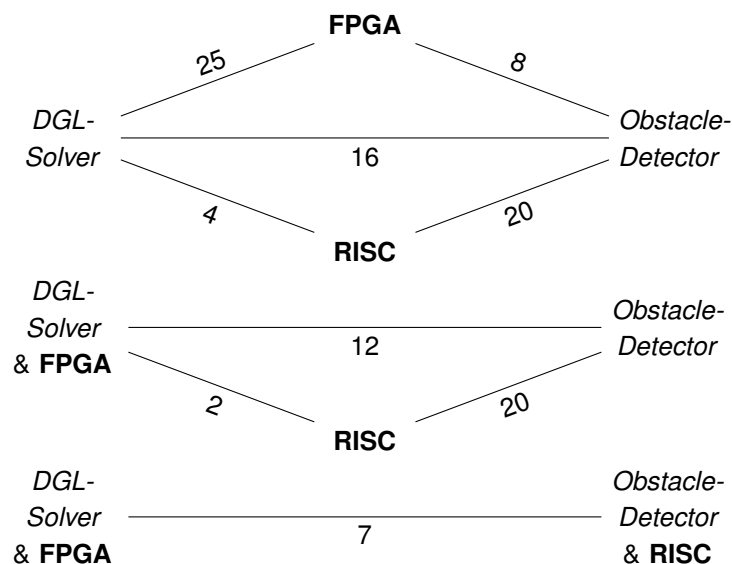 FPGA
25
8
DGL-
Solver
Obstacle-
Detector
16
4
20
RISC
DGL-
Solver
& FPGA
Obstacle-
Detector
12
2
20
RISC
DGL-
Solver
& FPGA
Obstacle-
Detector
& RISC
7